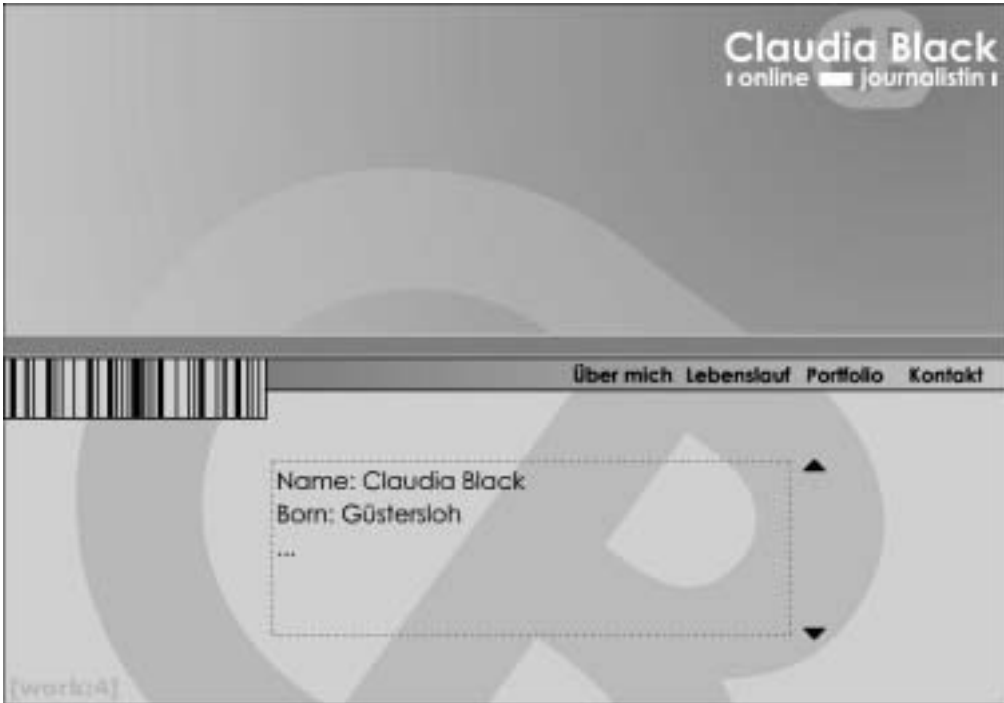 Claudia Black
online journalistin
Über mich Lebenslauf Portfolio Kontakt
Name: Claudia Black
Born: Güstersloh
...
[work:4]